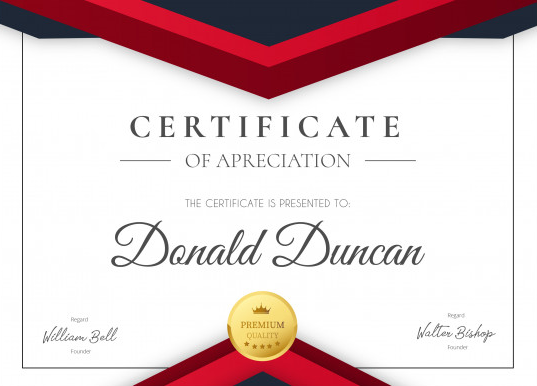 CERTIFICATE
OF APRECIATION
THE CERTIFICATE IS PRESENTED TO:
Donald Duncan
PREMIUM
QUALITY
Regard
William Bell
Founder
Regard
Walter Bishop
Founder